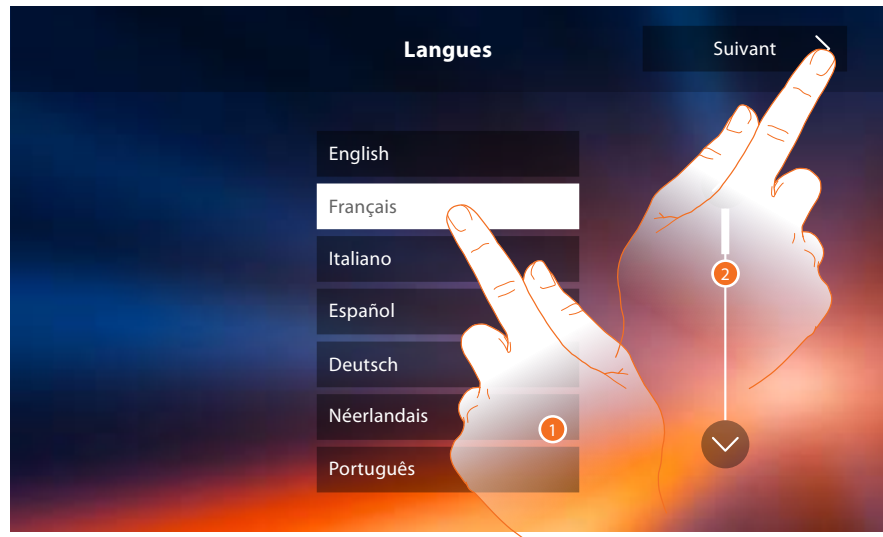 Langues
Suivant
English
Français
Italiano
Español
2
Deutsch
Néerlandais
1
Português